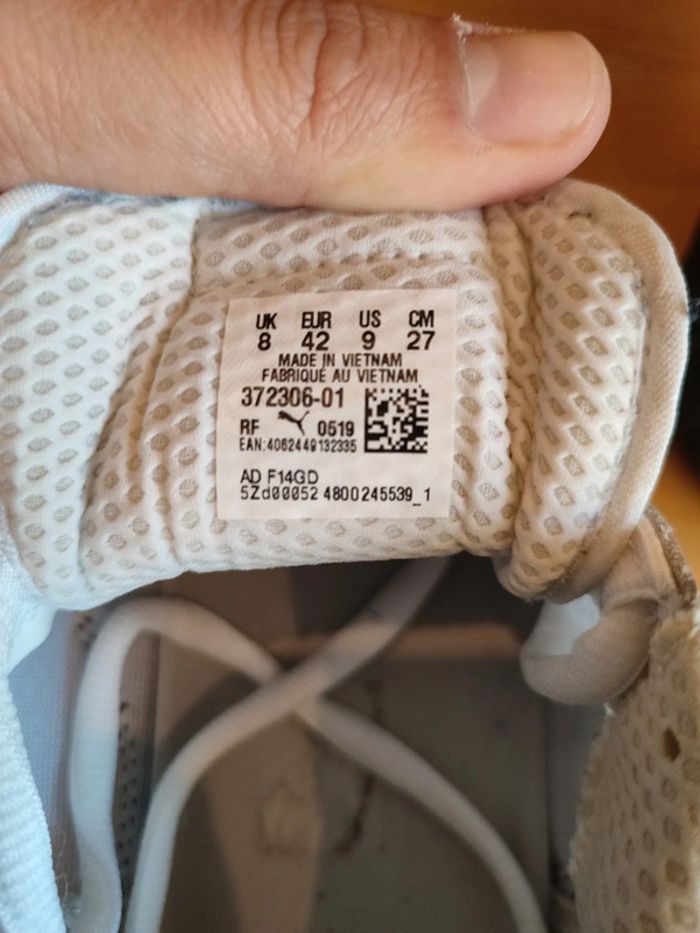 UK EUR US CM
8 42 9 27
MADE IN VIETNAM
FABRIQUÉ AU VIETNAM
372306-01
RF 0519
EAN:4062449132335
AD F14GD
5Zd00052 4800245539_1